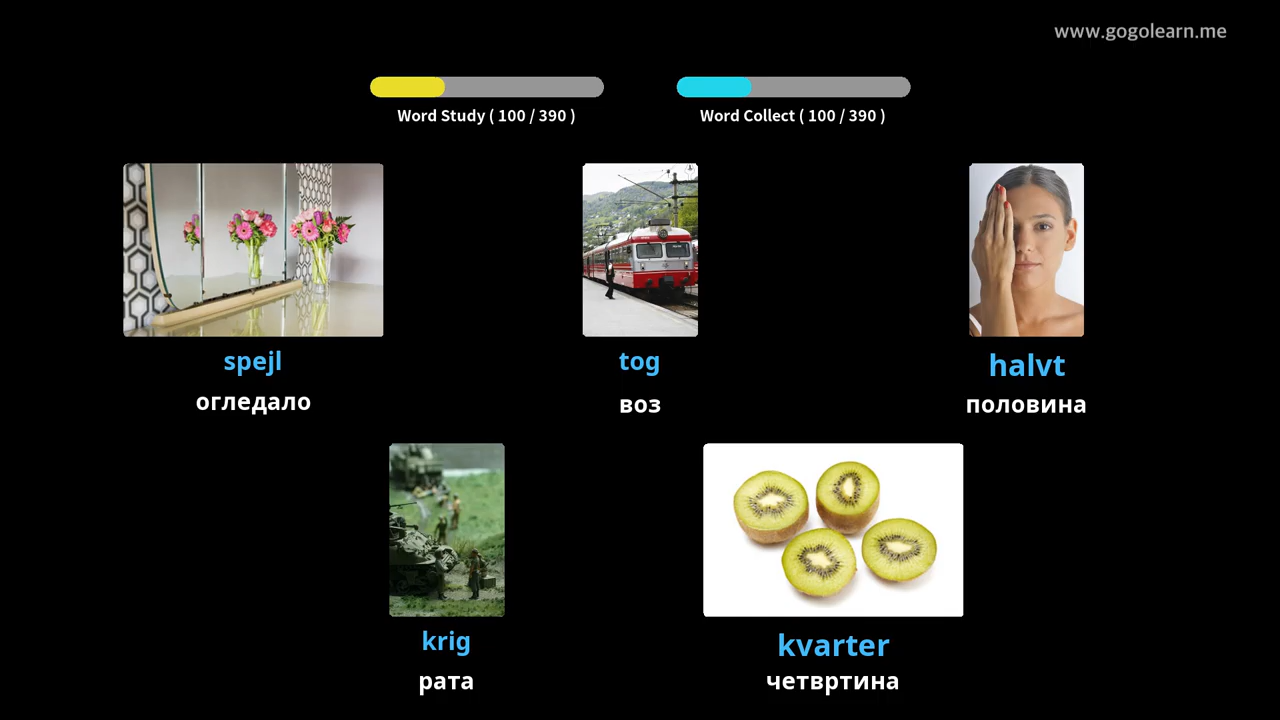 www.gogolearn.me
Word Study ( 100 / 390 )
Word Collect ( 100 / 390 )
spejl
tog
halvt
огледало
воз
половина
krig
kvarter
рата
четвртина